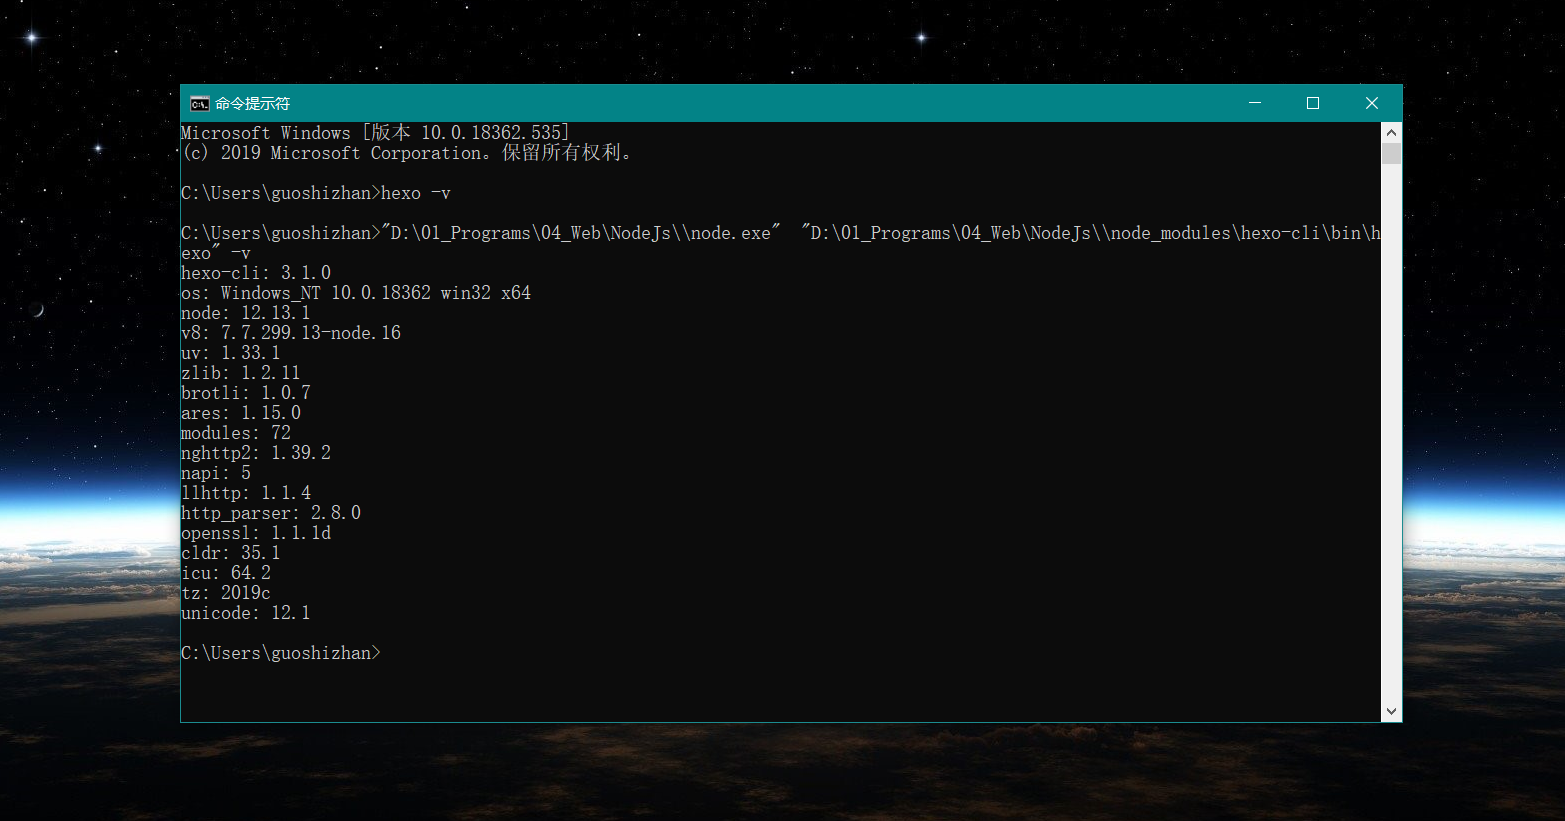 命令提示符
Microsoft Windows [版本 10.0.18362.535]
(c) 2019 Microsoft Corporation。保留所有权利。
C:\Users\guoshizhan>hexo -v
C:\Users\guoshizhan>"D:\01_Programs\04_Web\NodeJs\\node.exe"  "D:\01_Programs\04_Web\NodeJs\\node_modules\hexo-cli\bin\h
exo" -v
hexo-cli: 3.1.0
os: Windows_NT 10.0.18362 win32 x64
node: 12.13.1
v8: 7.7.299.13-node.16
uv: 1.33.1
zlib: 1.2.11
brotli: 1.0.7
ares: 1.15.0
modules: 72
nghttp2: 1.39.2
napi: 5
llhttp: 1.1.4
http_parser: 2.8.0
openssl: 1.1.1d
cldr: 35.1
icu: 64.2
tz: 2019c
unicode: 12.1
C:\Users\guoshizhan>